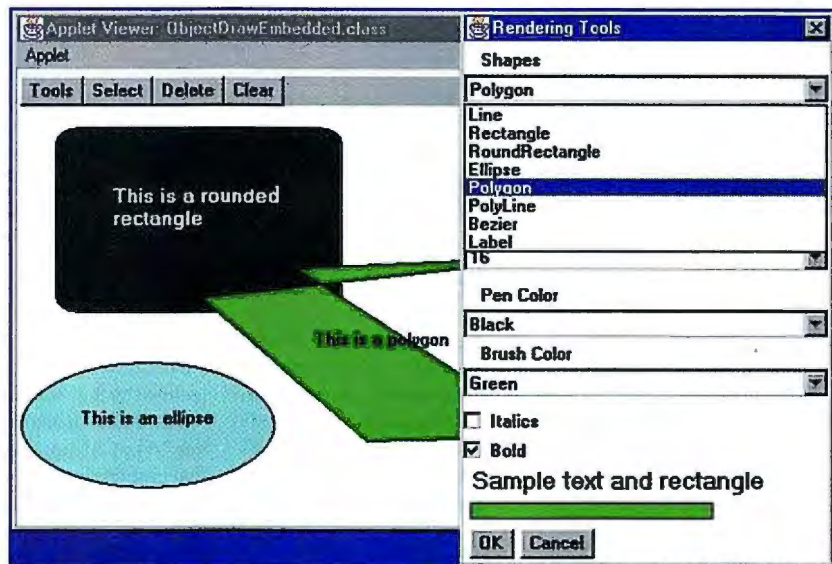 Applet Viewer: ObjectDrawEmbedded.class
Applet
Tools Select Delete Clear
This is a rounded
rectangle
This is a polygon
This is an ellipse
Rendering Tools
Shapes
Polygon
Line
Rectangle
RoundRectangle
Ellipse
Polygon
PolyLine
Bezier
Label
16
Pen Color
Black
Brush Color
Green
Italics
Bold
Sample text and rectangle
OK Cancel